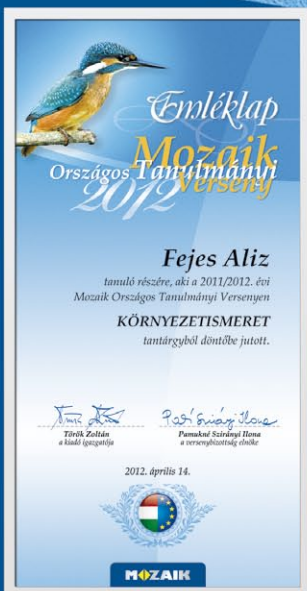 Emléklap
Mozaik
Országos Tanulmányi
2012 Verseny
Fejes Aliz
tanuló részére, aki a 2011/2012. évi
Mozaik Országos Tanulmányi Versenyen
KÖRNYEZETISMERET
tantárgyból döntőbe jutott.
Török Zoltán
a kiadó igazgatója
Pamukné Szirányi Ilona
a versenybizottság elnöke
2012. április 14.
MOZAIK